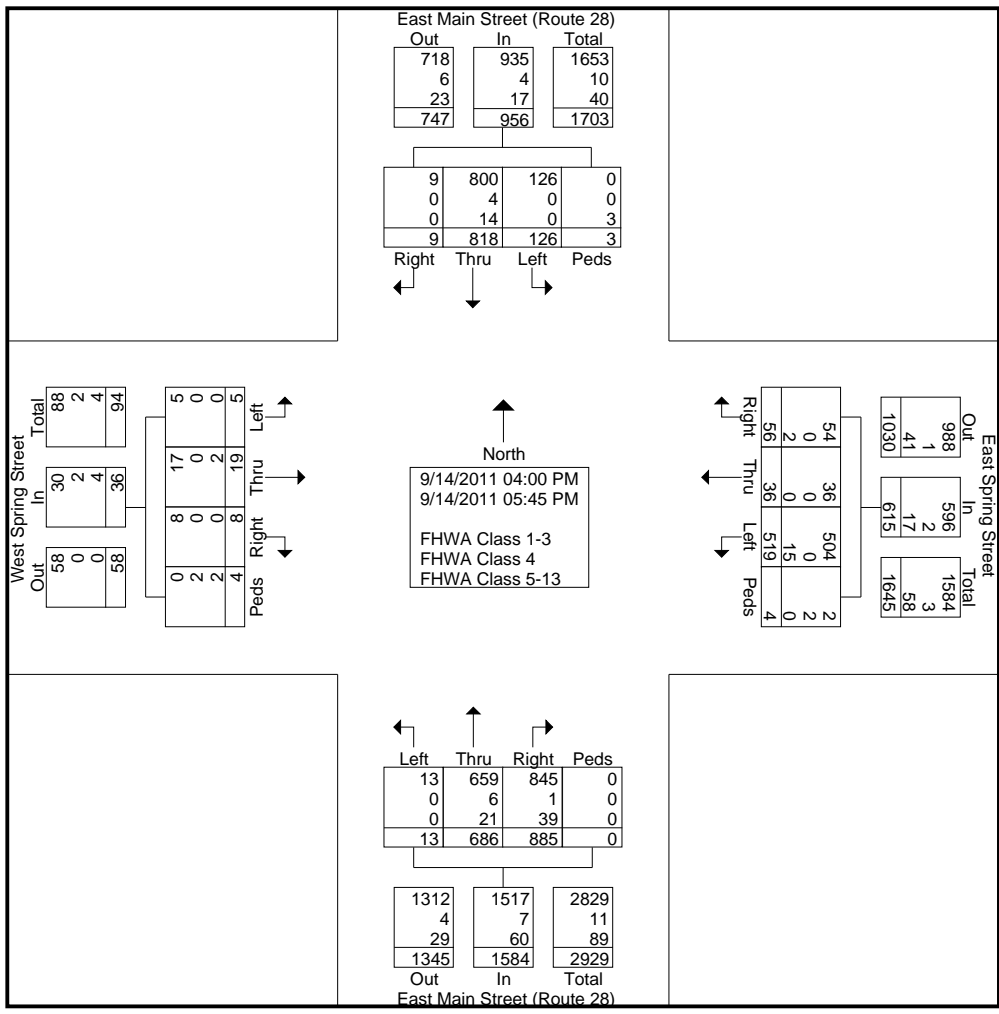 East Main Street (Route 28)
Out In Total
718 935 1653
6 4 10
23 17 40
747 956 1703
9 800 126 0
0 4 0 0
0 14 0 3
9 818 126 3
Right Thru Left Peds
West Spring Street
Total
88 2 4 94
In
30 2 4 36
Out
58 0 0 58
5 0 0 5
Left
17 0 2 19
Thru
8 0 0 8
Right
0 2 2 4
Peds
North
9/14/2011 04:00 PM
9/14/2011 05:45 PM
FHWA Class 1-3
FHWA Class 4
FHWA Class 5-13
Right
54 0 2 56
Thru
36 0 0 36
Left
504 0 15 519
Peds
2 2 0 4
East Spring Street
Out
988 1 41 1030
In
596 2 17 615
Total
1584 3 58 1645
Left Thru Right Peds
13 659 845 0
0 6 1 0
0 21 39 0
13 686 885 0
1312 1517 2829
4 7 11
29 60 89
1345 1584 2929
Out In Total
East Main Street (Route 28)